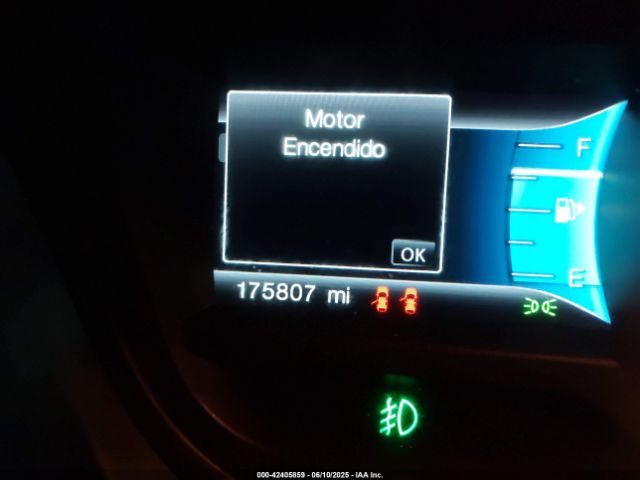 Motor
Encendido
OK
F
E
175807 mi
000-42405859 - 06/10/2025 - IAA Inc.